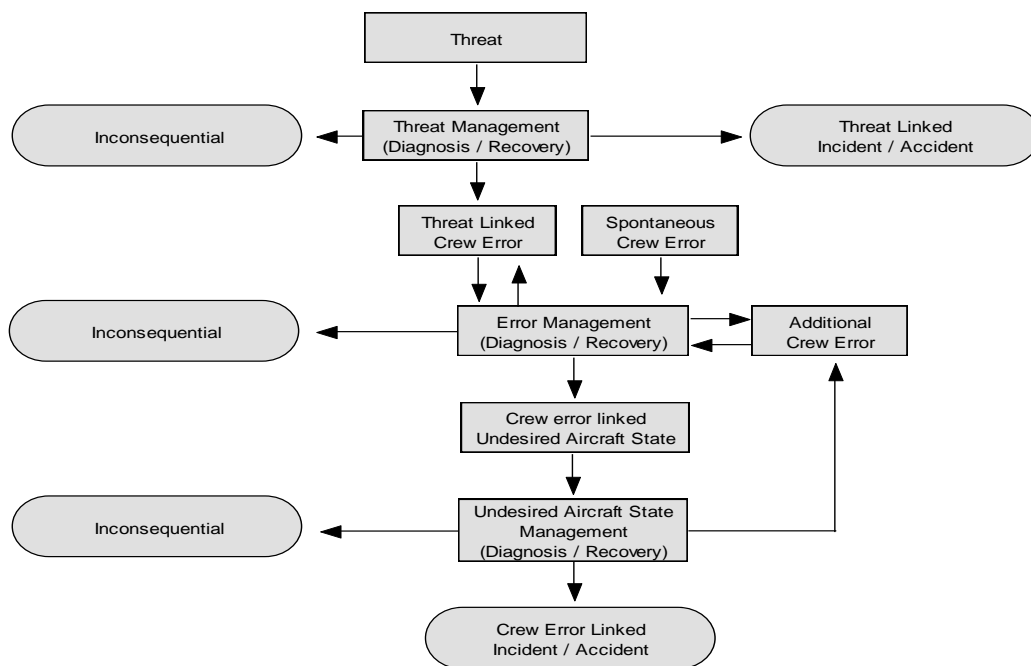 Threat
Inconsequential
Threat Management
(Diagnosis / Recovery)
Threat Linked
Incident / Accident
Threat Linked
Crew Error
Spontaneous
Crew Error
Inconsequential
Error Management
(Diagnosis / Recovery)
Additional
Crew Error
Crew error linked
Undesired Aircraft State
Inconsequential
Undesired Aircraft State
Management
(Diagnosis / Recovery)
Crew Error Linked
Incident / Accident